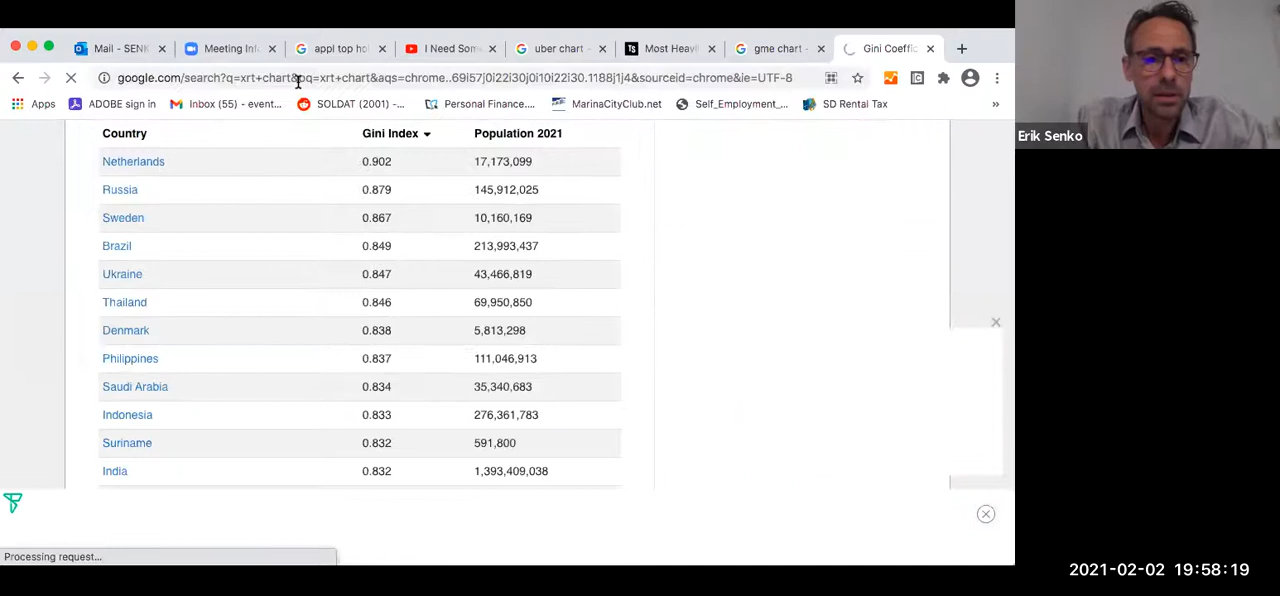 Mail - SENK
Meeting Inf
appl top ho
I Need Som
uber chart -
TS
Most Heavi
gme chart -
Gini Coeffic
google.com/search?q=xrt+chart&oq=xrt+chart&aqs=chrome..69i57j0i22i30j0i10i22i30.1188j1j4&sourceid=chrome&ie=UTF-8
Apps
ADOBE sign in
Inbox (55) - event...
SOLDAT (2001) -...
Personal Finance....
MarinaCityClub.net
Self_Employment_...
SD Rental Tax
»
Country Gini Index Population 2021
Netherlands 0.902 17,173,099
Russia 0.879 145,912,025
Sweden 0.867 10,160,169
Brazil 0.849 213,993,437
Ukraine 0.847 43,466,819
Thailand 0.846 69,950,850
Denmark 0.838 5,813,298
Philippines 0.837 111,046,913
Saudi Arabia 0.834 35,340,683
Indonesia 0.833 276,361,783
Suriname 0.832 591,800
India 0.832 1,393,409,038
Processing request...
Erik Senko
2021-02-02 19:58:19